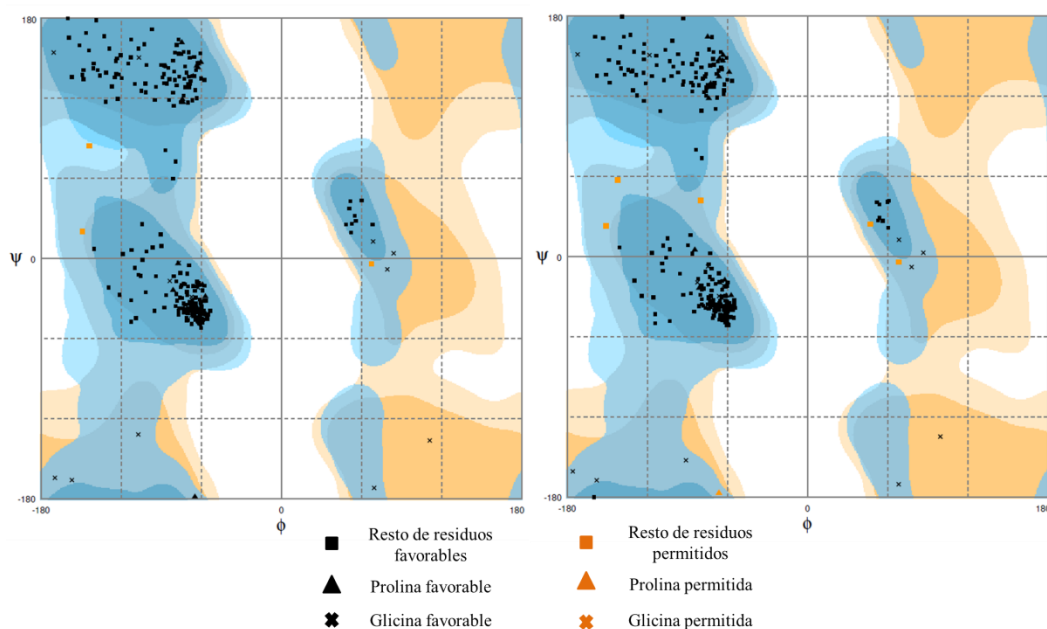 180
ψ
0
-180
-180
0
180
ϕ
180
ψ
0
-180
-180
0
180
ϕ
Resto de residuos
favorables
Prolina favorable
Glicina favorable
Resto de residuos
permitidos
Prolina permitida
Glicina permitida